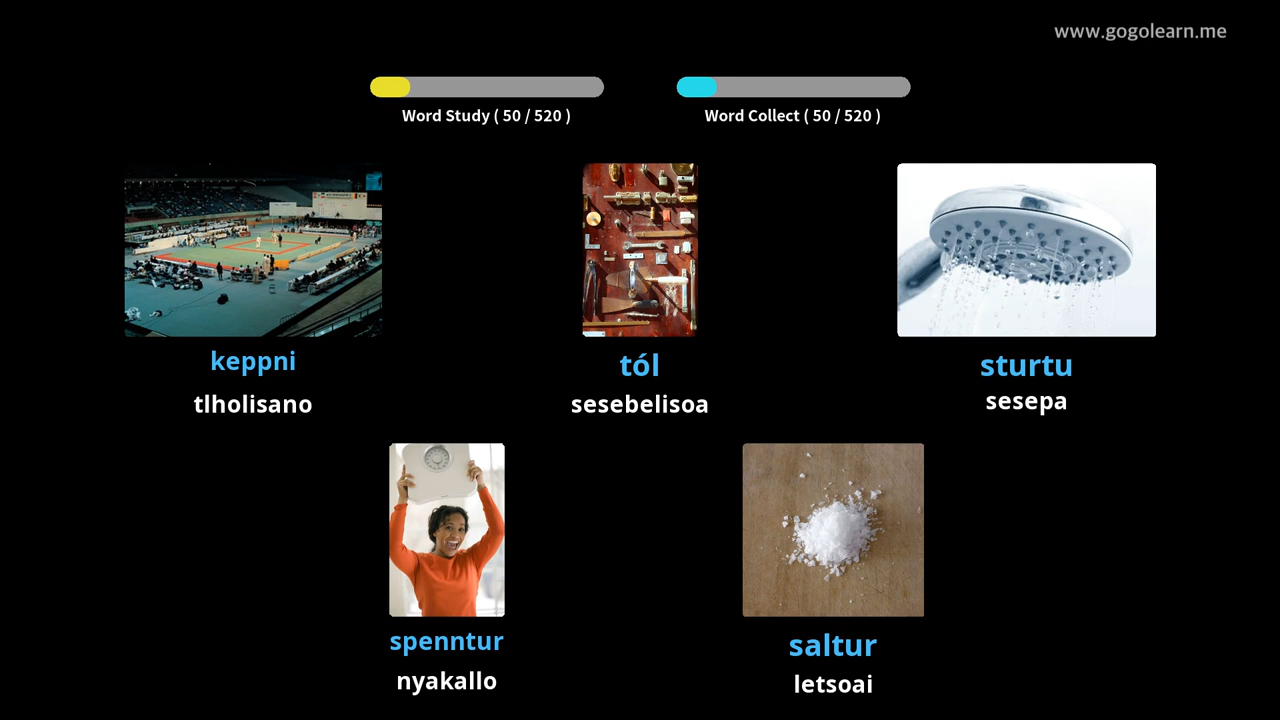 www.gogolearn.me
Word Study ( 50 / 520 )
Word Collect ( 50 / 520 )
keppni
tól
sturtu
tlholisano
sesebelisoa
sesepa
spenntur
saltur
nyakallo
letsoai